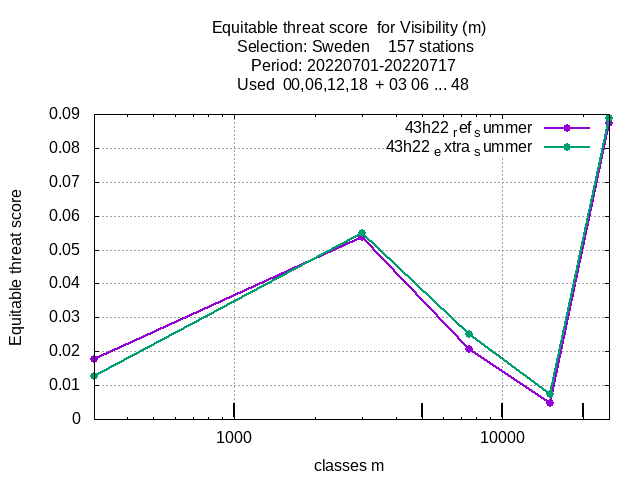 Equitable threat score  for Visibility (m)
Selection: Sweden    157 stations
Period: 20220701-20220717
Used  00,06,12,18  + 03 06 ... 48
43h22 ref summer
43h22 extra summer
0.09
0.08
0.07
0.06
0.05
0.04
0.03
0.02
0.01
0
Equitable threat score
1000
10000
classes m